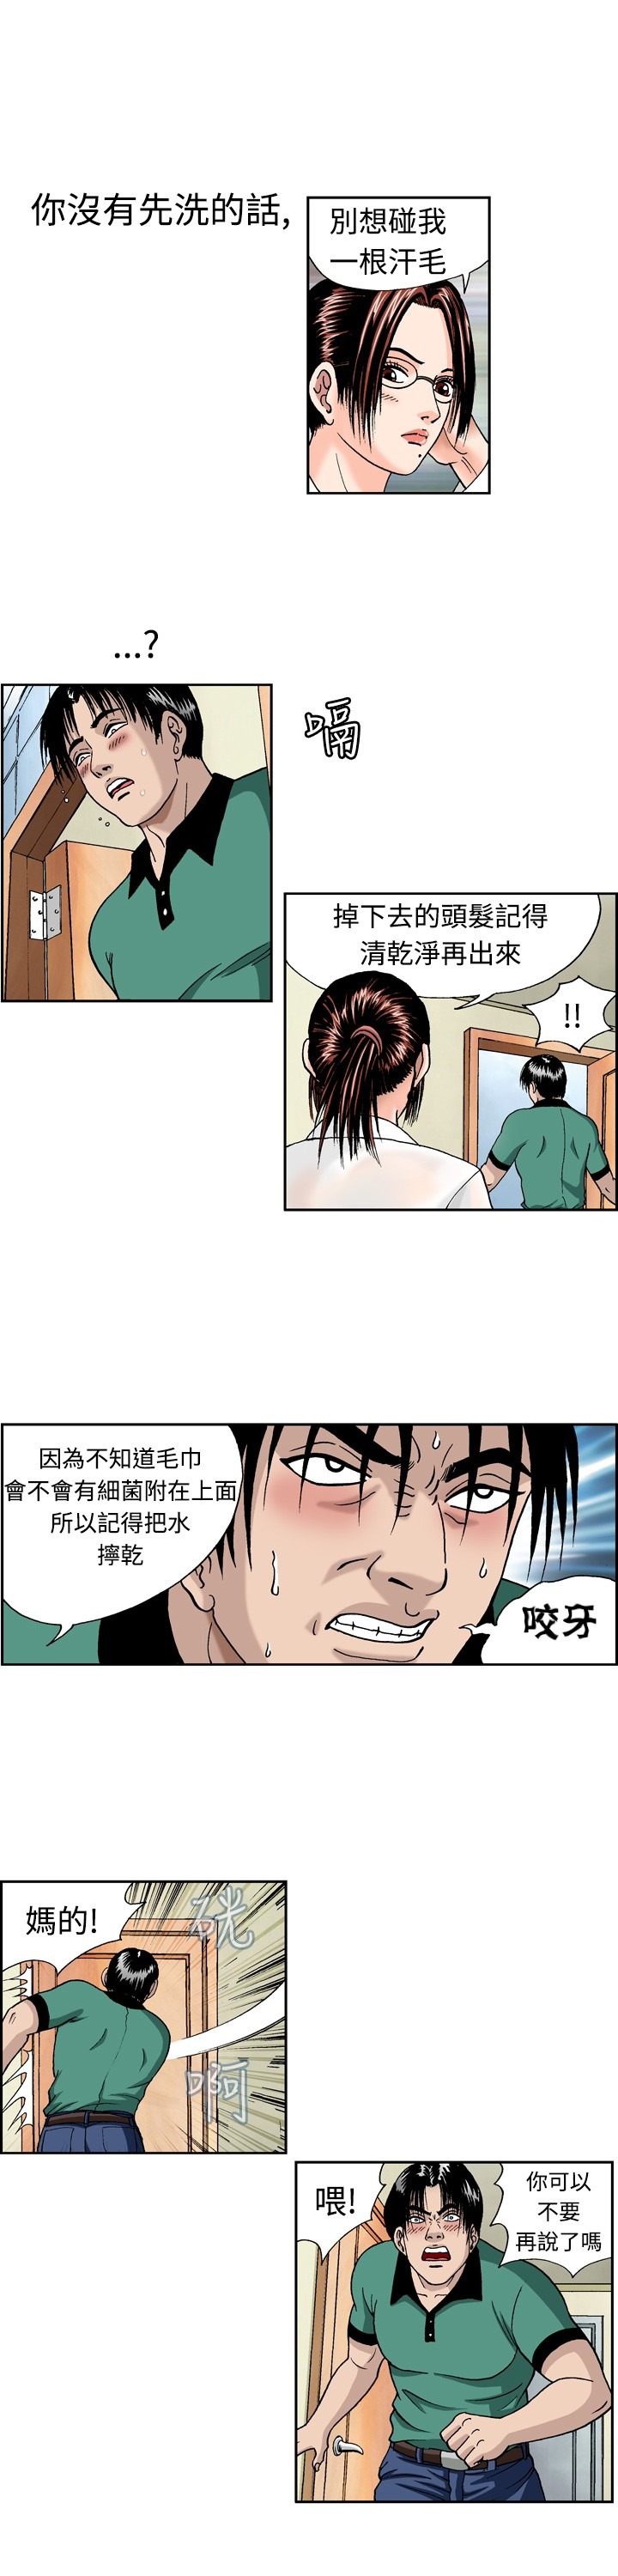 你沒有先洗的話,
別想碰我
一根汗毛
...?
嗝
掉下去的頭髮記得
清乾淨再出來
!!
因為不知道毛巾
會不會有細菌附在上面
所以記得把水
擰乾
咬牙
媽的!
硄
啊
喂!
你可以
不要
再說了嗎